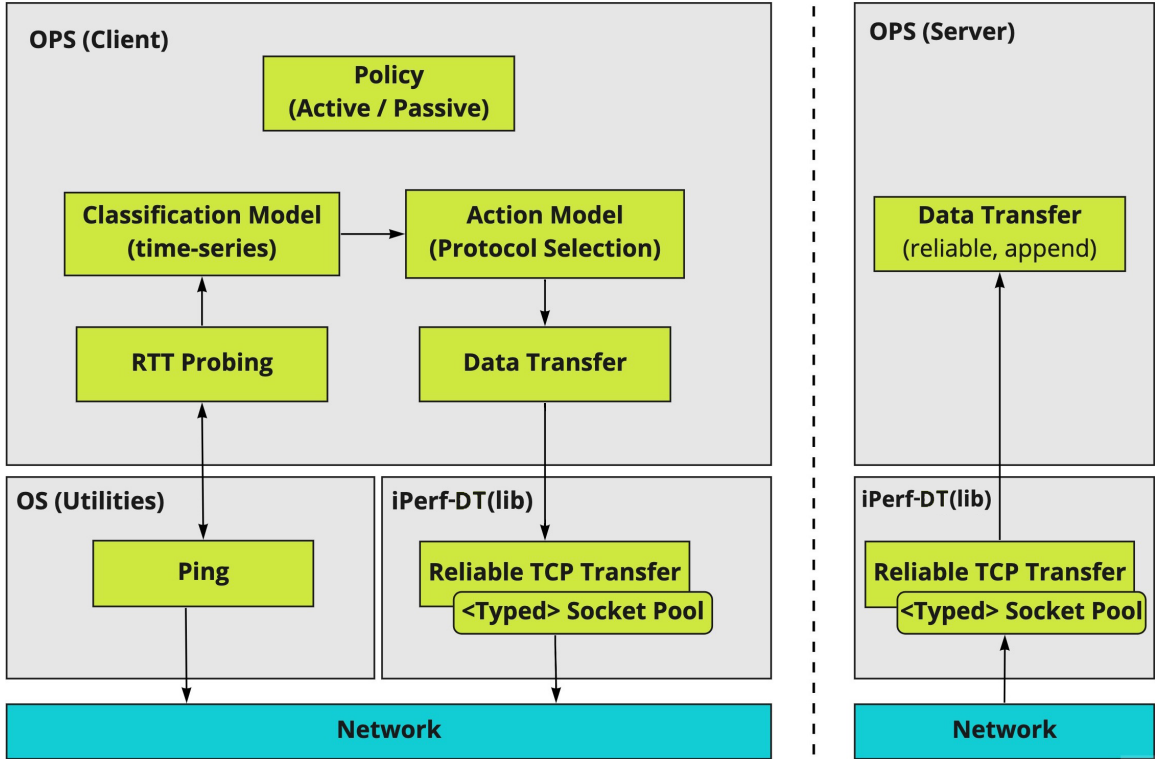 OPS (Client)
Policy
(Active / Passive)
Classification Model
(time-series)
Action Model
(Protocol Selection)
RTT Probing
Data Transfer
OS (Utilities)
Ping
iPerf-DT(lib)
Reliable TCP Transfer
<Typed> Socket Pool
Network
OPS (Server)
Data Transfer
(reliable, append)
iPerf-DT(lib)
Reliable TCP Transfer
<Typed> Socket Pool
Network